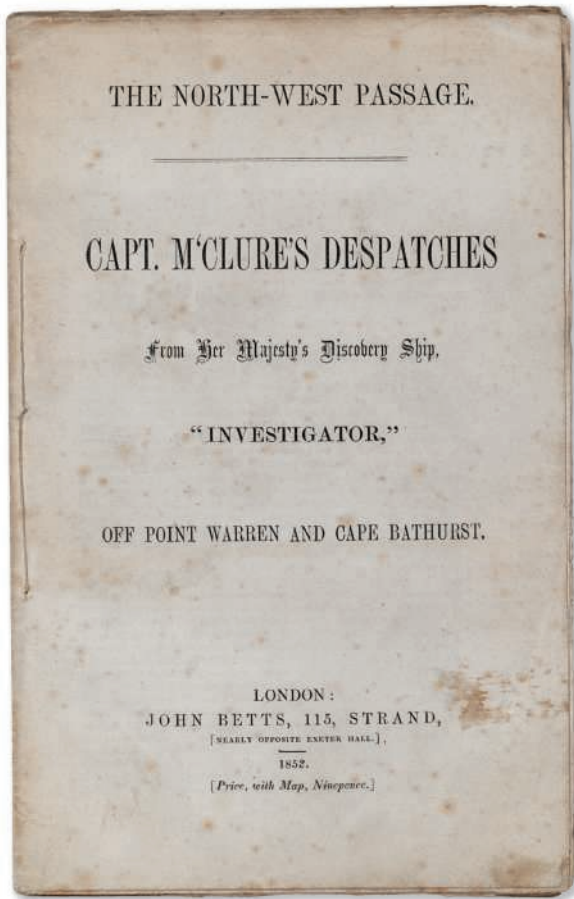 THE NORTH-WEST PASSAGE.
CAPT. M'CLURE'S DESPATCHES
From Her Majesty's Discovery Ship,
"INVESTIGATOR,"
OFF POINT WARREN AND CAPE BATHURST.
LONDON:
JOHN BETTS, 115, STRAND,
[NEARLY OPPOSITE EXETER HALL.],
1852.
[Price, with Map, Ninepence.]